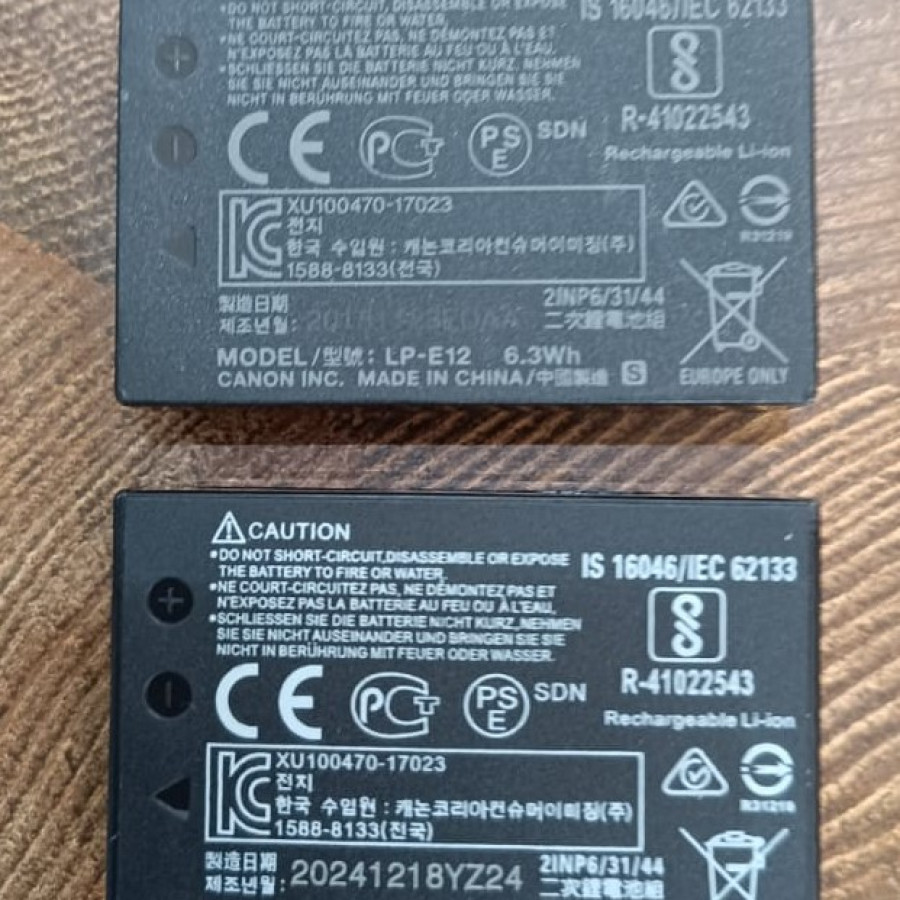 •DO NOT SHORT-CIRCUIT, DISASSEMBLE OR EXPOSE
THE BATTERY TO FIRE OR WATER.
•NE COURT-CIRCUITEZ PAS, NE DÉMONTEZ PAS ET
N'EXPOSEZ PAS LA BATTERIE AU FEU OU À L'EAU.
•SCHLIESSEN SIE DIE BATTERIE NICHT KURZ, NEHMEN
SIE SIE NICHT AUSEINANDER UND BRINGEN SIE SIE
NICHT IN BERÜHRUNG MIT FEUER ODER WASSER.
IS 16046/IEC 62133
R-41022543
Rechargeable Li-ion
CE
PCT
PSE
SDN
KC
XU100470-17023
전지
한국 수입원 : 캐논코리아컨슈머이미징(주)
1588-8133(전국)
R31219
製造日期
제조년월:
2INP6/31/44
二次鋰電池組
MODEL/型號: LP-E12 6.3Wh
CANON INC. MADE IN CHINA/中國製造 S
EUROPE ONLY
CAUTION
•DO NOT SHORT-CIRCUIT,DISASSEMBLE OR EXPOSE
THE BATTERY TO FIRE OR WATER.
•NE COURT-CIRCUITEZ PAS, NE DÉMONTEZ PAS ET
N'EXPOSEZ PAS LA BATTERIE AU FEU OU À L'EAU.
•SCHLIESSEN SIE DIE BATTERIE NICHT KURZ, NEHMEN
SIE SIE NICHT AUSEINANDER UND BRINGEN SIE SIE
NICHT IN BERÜHRUNG MIT FEUER ODER WASSER.
IS 16046/IEC 62133
R-41022543
Rechargeable Li-ion
CE
PCT
PSE
SDN
KC
XU100470-17023
전지
한국 수입원 : 캐논코리아컨슈머이미징(주)
1588-8133(전국)
R31219
製造日期
제조년월: 20241218YZ24
2INP6/31/44
二次鋰電池組